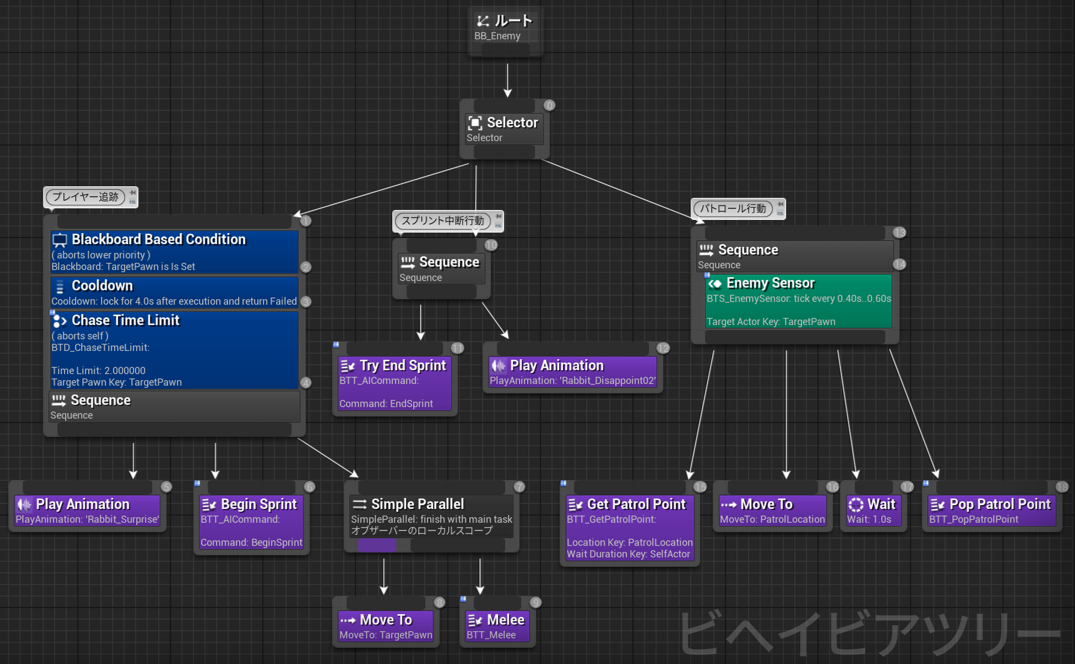 ルート
BB_Enemy
0
Selector
Selector
プレイヤー追跡
1
Blackboard Based Condition
( aborts lower priority )
Blackboard: TargetPawn is Is Set
2
Cooldown
Cooldown: lock for 4.0s after execution and return Failed
3
Chase Time Limit
( aborts self )
BTD_ChaseTimeLimit:
Time Limit: 2.000000
Target Pawn Key: TargetPawn
4
Sequence
Sequence
スプリント中断行動
10
Sequence
Sequence
パトロール行動
13
Sequence
Sequence
14
Enemy Sensor
BTS_EnemySensor: tick every 0.40s..0.60s
Target Actor Key: TargetPawn
11
Try End Sprint
BTT_AICommand:
Command: EndSprint
12
Play Animation
PlayAnimation: 'Rabbit_Disappoint02'
5
Play Animation
PlayAnimation: 'Rabbit_Surprise'
6
Begin Sprint
BTT_AICommand:
Command: BeginSprint
7
Simple Parallel
SimpleParallel: finish with main task
オブザーバーのローカルスコープ
8
Move To
MoveTo: TargetPawn
9
Melee
BTT_Melee
15
Get Patrol Point
BTT_GetPatrolPoint:
Location Key: PatrolLocation
Wait Duration Key: SelfActor
16
Move To
MoveTo: PatrolLocation
17
Wait
Wait: 1.0s
18
Pop Patrol Point
BTT_PopPatrolPoint
ビヘイビアツリー